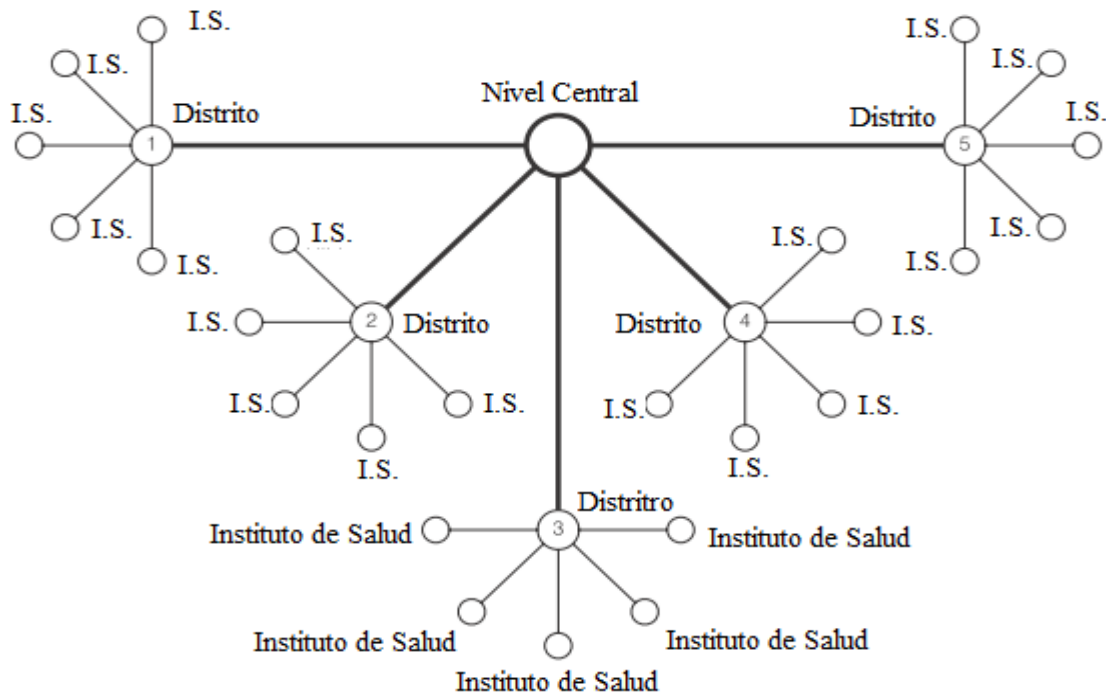 I.S.
I.S.
I.S.
I.S.
I.S.
Distrito
1
Nivel Central
I.S.
I.S.
I.S.
I.S.
I.S.
Distrito
5
I.S.
I.S.
I.S.
I.S.
I.S.
2
Distrito
I.S.
I.S.
I.S.
I.S.
I.S.
Distrito
4
Distritro
3
Instituto de Salud
Instituto de Salud
Instituto de Salud
Instituto de Salud
Instituto de Salud